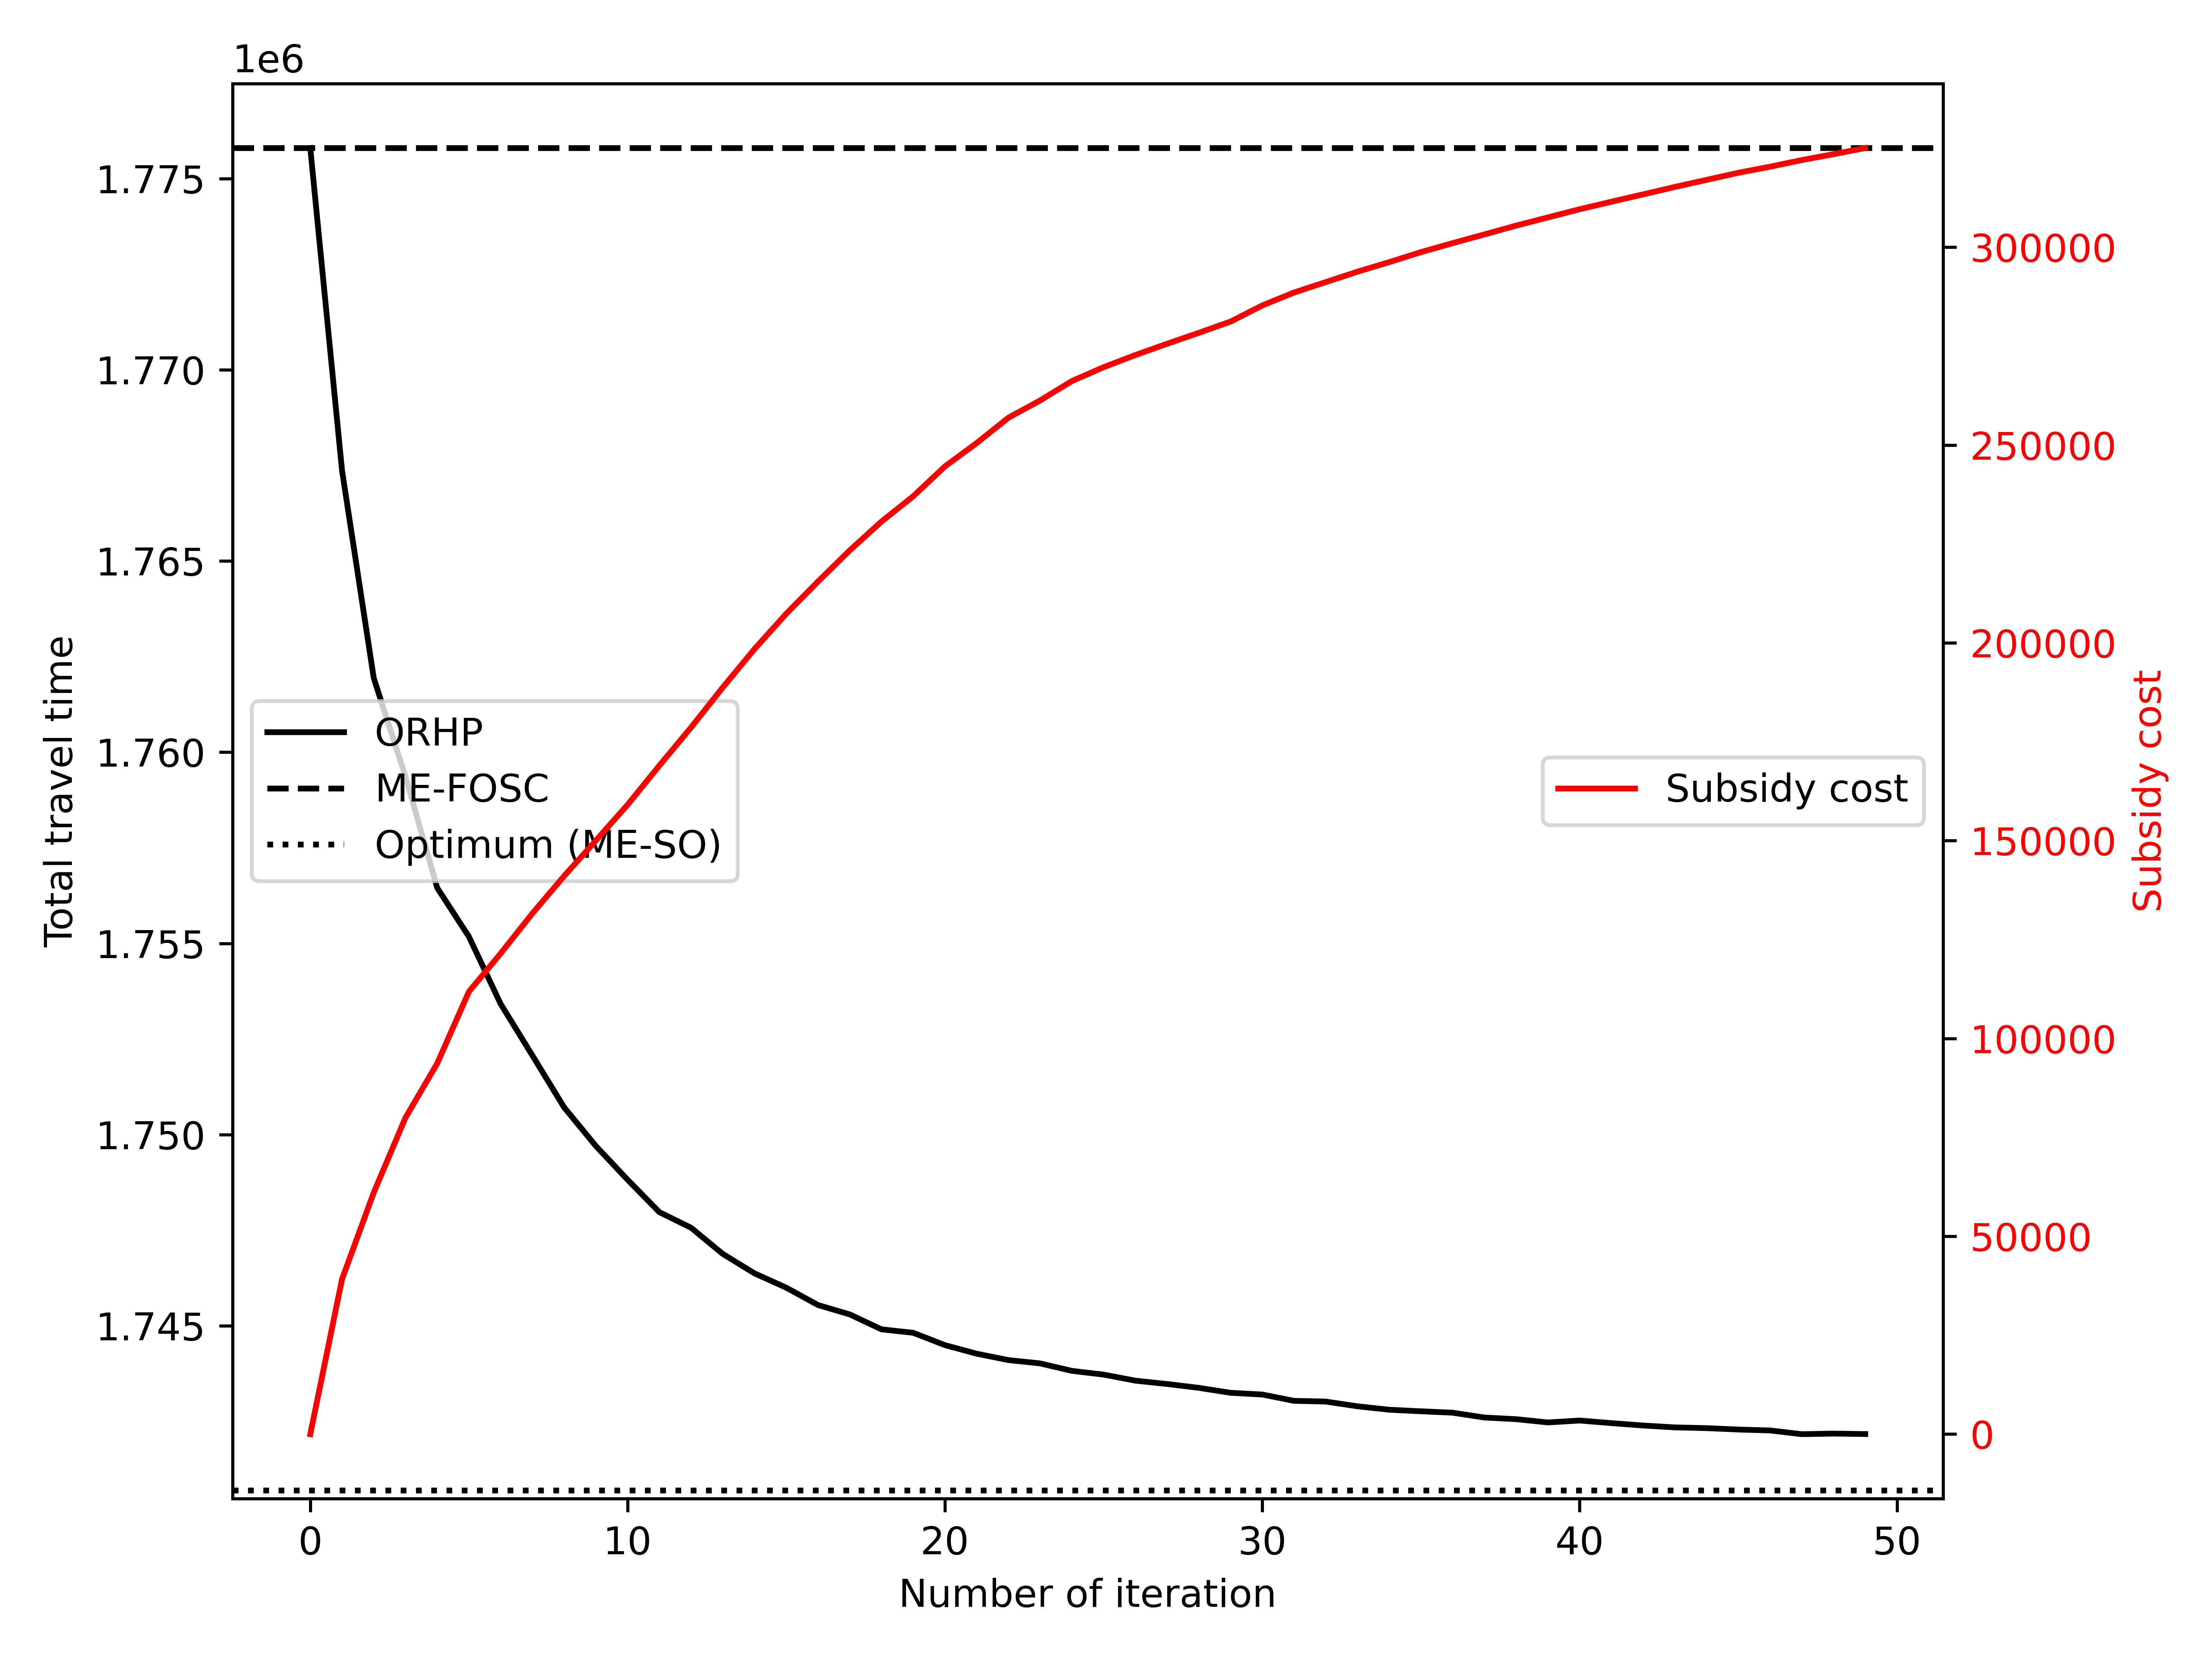 1e6
1.775
1.770
1.765
1.760
1.755
1.750
1.745
Total travel time
ORHP
ME-FOSC
Optimum (ME-SO)
Subsidy cost
300000
250000
200000
150000
100000
50000
0
Subsidy cost
0 10 20 30 40 50
Number of iteration